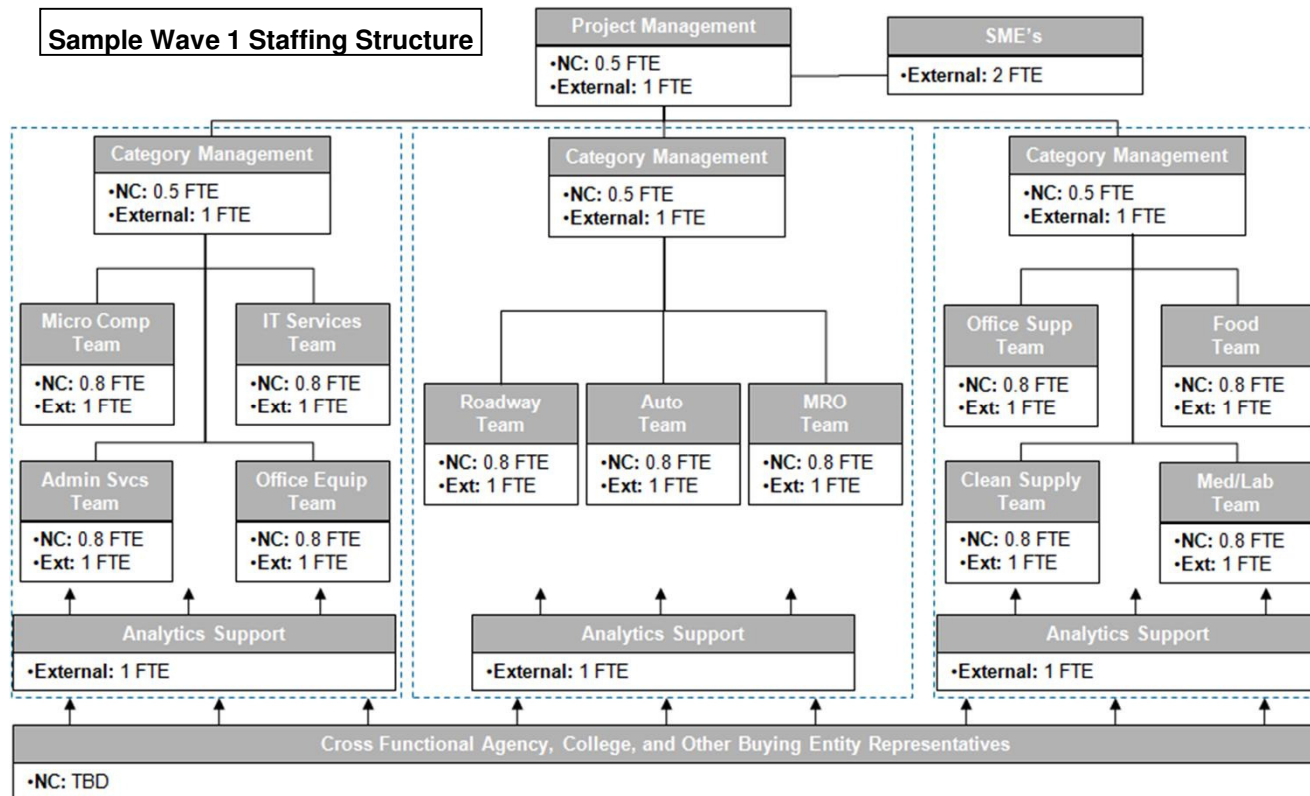 Sample Wave 1 Staffing Structure
Project Management
•NC: 0.5 FTE
•External: 1 FTE
SME's
•External: 2 FTE
Category Management
•NC: 0.5 FTE
•External: 1 FTE
Micro Comp
Team
•NC: 0.8 FTE
•Ext: 1 FTE
IT Services
Team
•NC: 0.8 FTE
•Ext: 1 FTE
Admin Svcs
Team
•NC: 0.8 FTE
•Ext: 1 FTE
Office Equip
Team
•NC: 0.8 FTE
•Ext: 1 FTE
Analytics Support
•External: 1 FTE
Category Management
•NC: 0.5 FTE
•External: 1 FTE
Roadway
Team
•NC: 0.8 FTE
•Ext: 1 FTE
Auto
Team
•NC: 0.8 FTE
•Ext: 1 FTE
MRO
Team
•NC: 0.8 FTE
•Ext: 1 FTE
Analytics Support
•External: 1 FTE
Category Management
•NC: 0.5 FTE
•External: 1 FTE
Office Supp
Team
•NC: 0.8 FTE
•Ext: 1 FTE
Food
Team
•NC: 0.8 FTE
•Ext: 1 FTE
Clean Supply
Team
•NC: 0.8 FTE
•Ext: 1 FTE
Med/Lab
Team
•NC: 0.8 FTE
•Ext: 1 FTE
Analytics Support
•External: 1 FTE
Cross Functional Agency, College, and Other Buying Entity Representatives
•NC: TBD